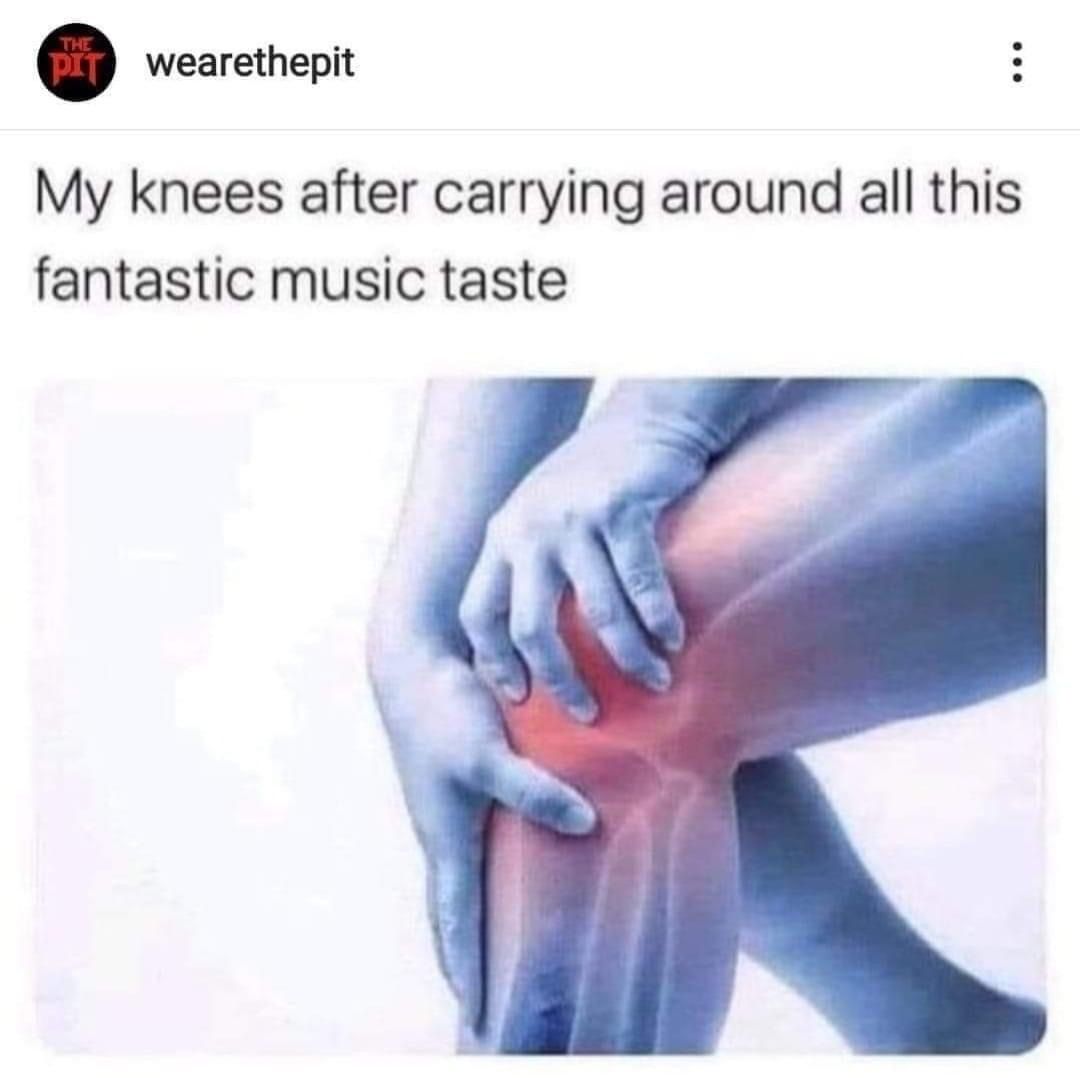 THE
PIT
wearethepit
My knees after carrying around all this
fantastic music taste